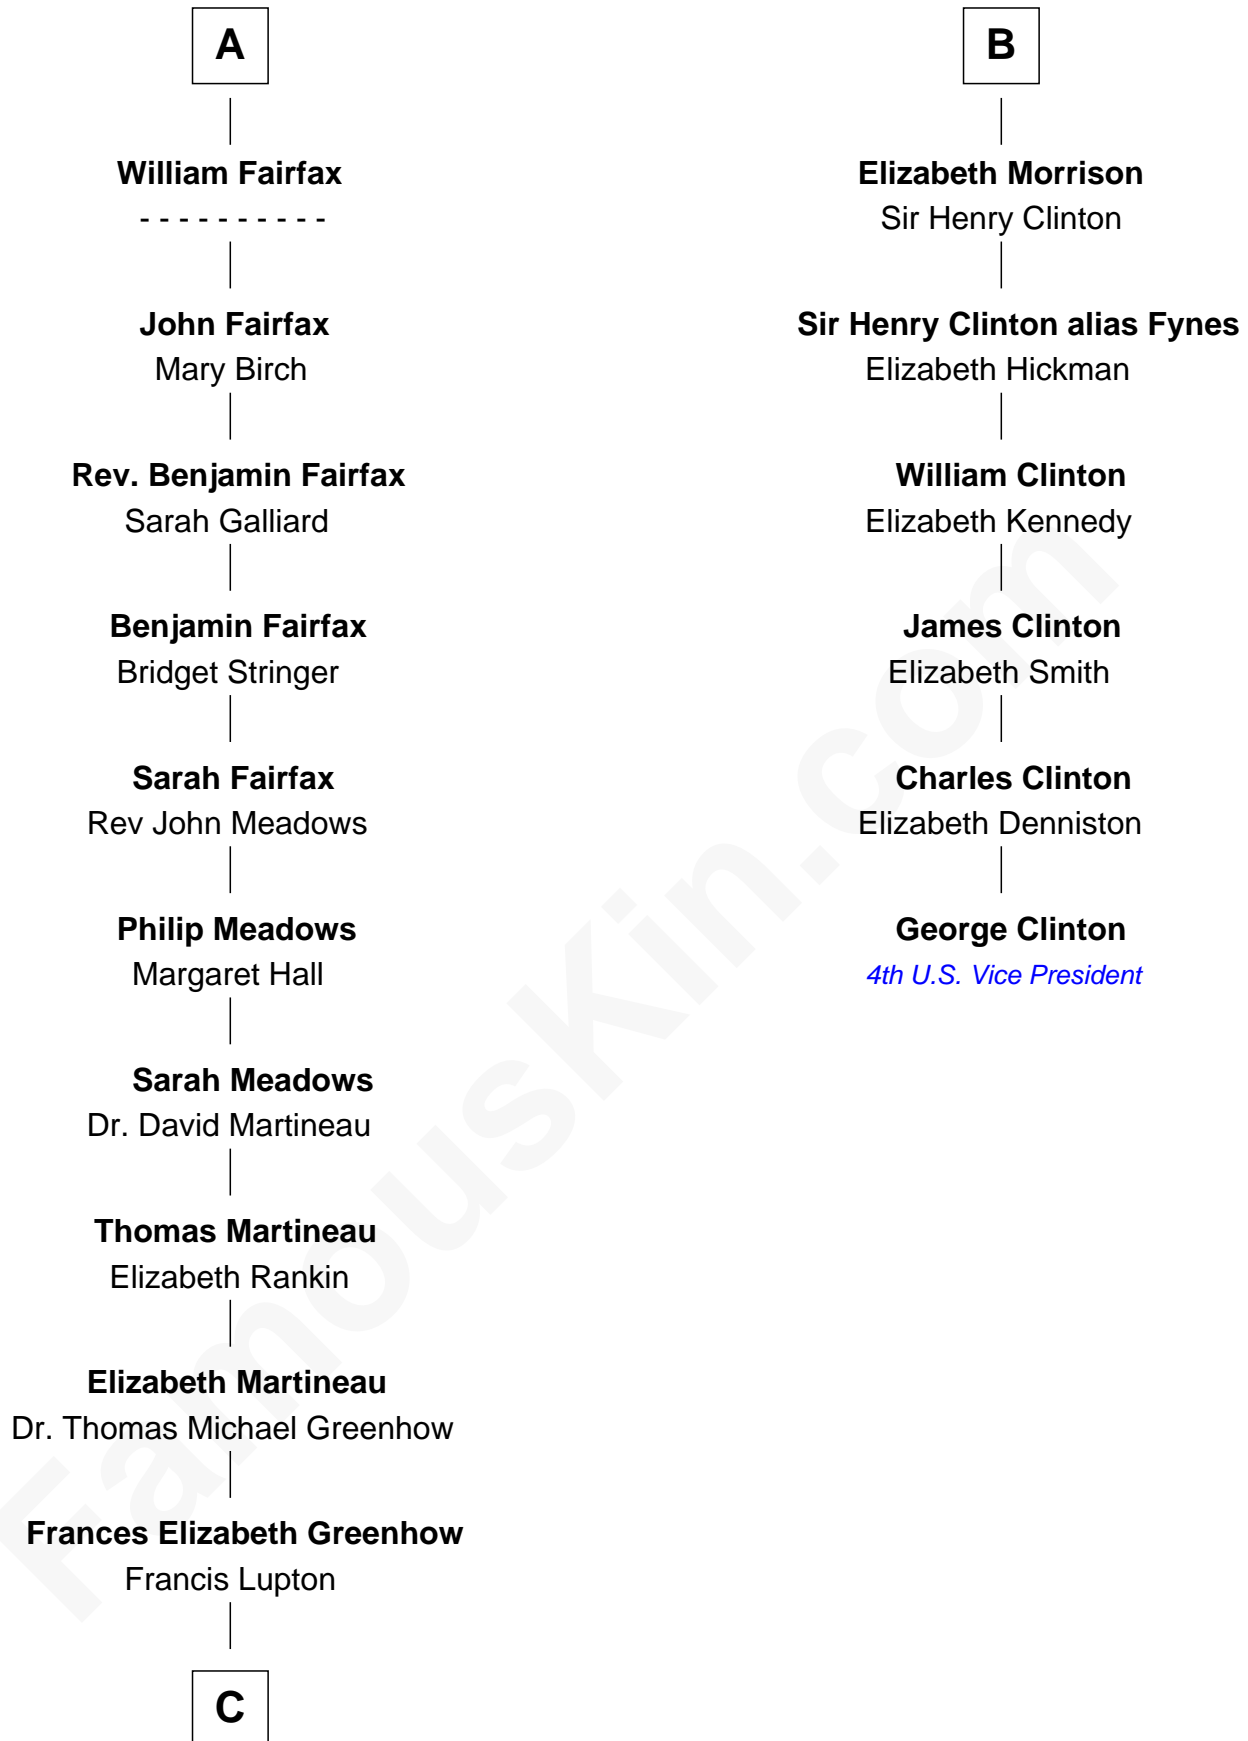 A
William Fairfax
- - - - - - - - - -
John Fairfax
Mary Birch
Rev. Benjamin Fairfax
Sarah Galliard
Benjamin Fairfax
Bridget Stringer
Sarah Fairfax
Rev John Meadows
Philip Meadows
Margaret Hall
Sarah Meadows
Dr. David Martineau
Thomas Martineau
Elizabeth Rankin
Elizabeth Martineau
Dr. Thomas Michael Greenhow
Frances Elizabeth Greenhow
Francis Lupton
C
B
Elizabeth Morrison
Sir Henry Clinton
Sir Henry Clinton alias Fynes
Elizabeth Hickman
William Clinton
Elizabeth Kennedy
James Clinton
Elizabeth Smith
Charles Clinton
Elizabeth Denniston
George Clinton
4th U.S. Vice President
FamousKin.com